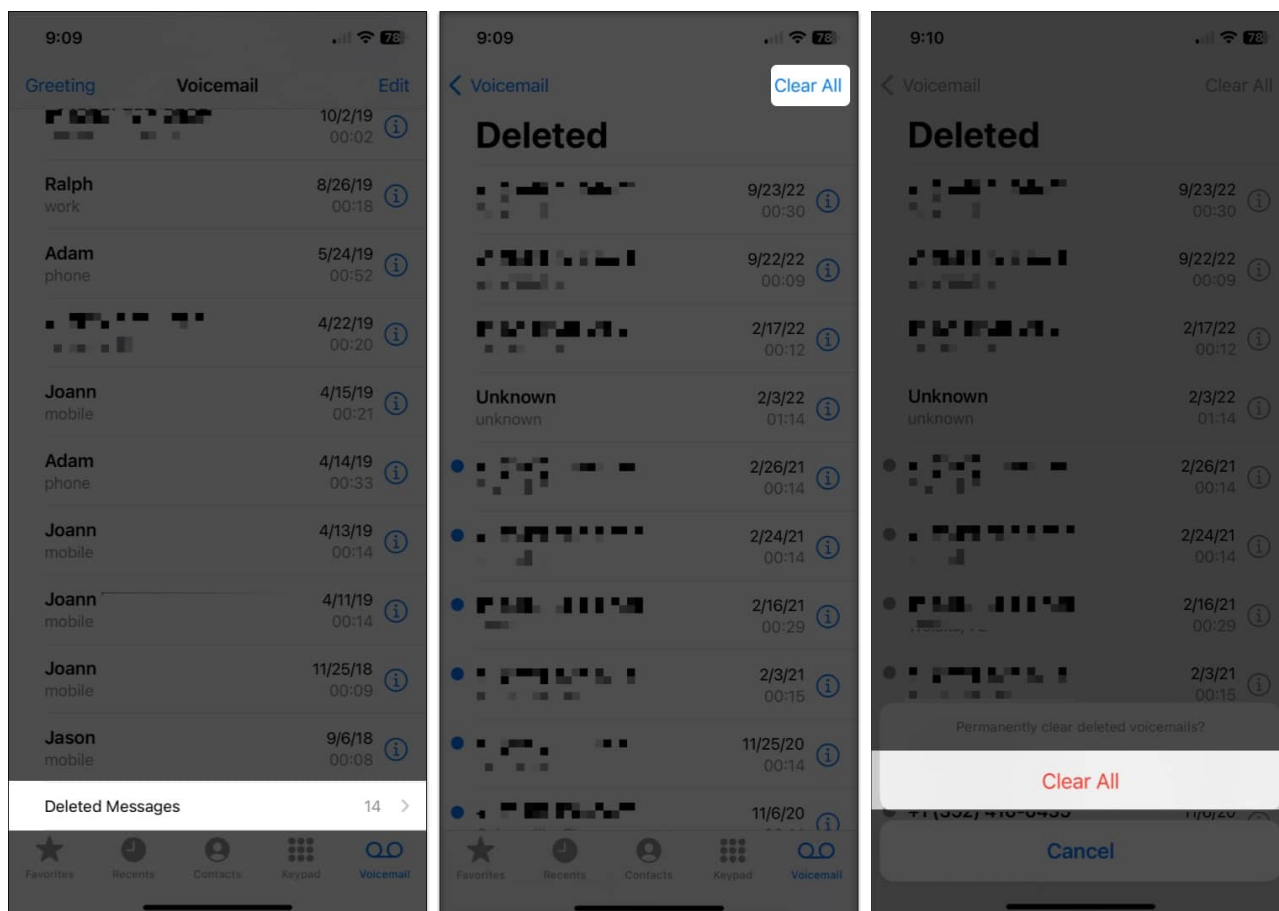 9:09
78
Greeting Voicemail Edit
10/2/19
00:02
Ralph 8/26/19
work 00:18
Adam 5/24/19
phone 00:52
4/22/19
00:20
Joann 4/15/19
mobile 00:21
Adam 4/14/19
phone 00:33
Joann 4/13/19
mobile 00:14
Joann 4/11/19
mobile 00:14
Joann 11/25/18
mobile 00:09
Jason 9/6/18
mobile 00:08
Deleted Messages 14
Favorites Recents Contacts Keypad Voicemail
9:09
78
Voicemail Clear All
Deleted
9/23/22
00:30
9/22/22
00:09
2/17/22
00:12
Unknown 2/3/22
unknown 01:14
2/26/21
00:14
2/24/21
00:14
2/16/21
00:29
2/3/21
00:15
11/25/20
00:14
11/6/20
Favorites Recents Contacts Keypad Voicemail
9:10
78
Voicemail Clear All
Deleted
9/23/22
00:30
9/22/22
00:09
2/17/22
00:12
Unknown 2/3/22
unknown 01:14
2/26/21
00:14
2/24/21
00:14
2/16/21
00:29
2/3/21
00:15
Permanently clear deleted voicemails?
Clear All
11/6/20
Cancel